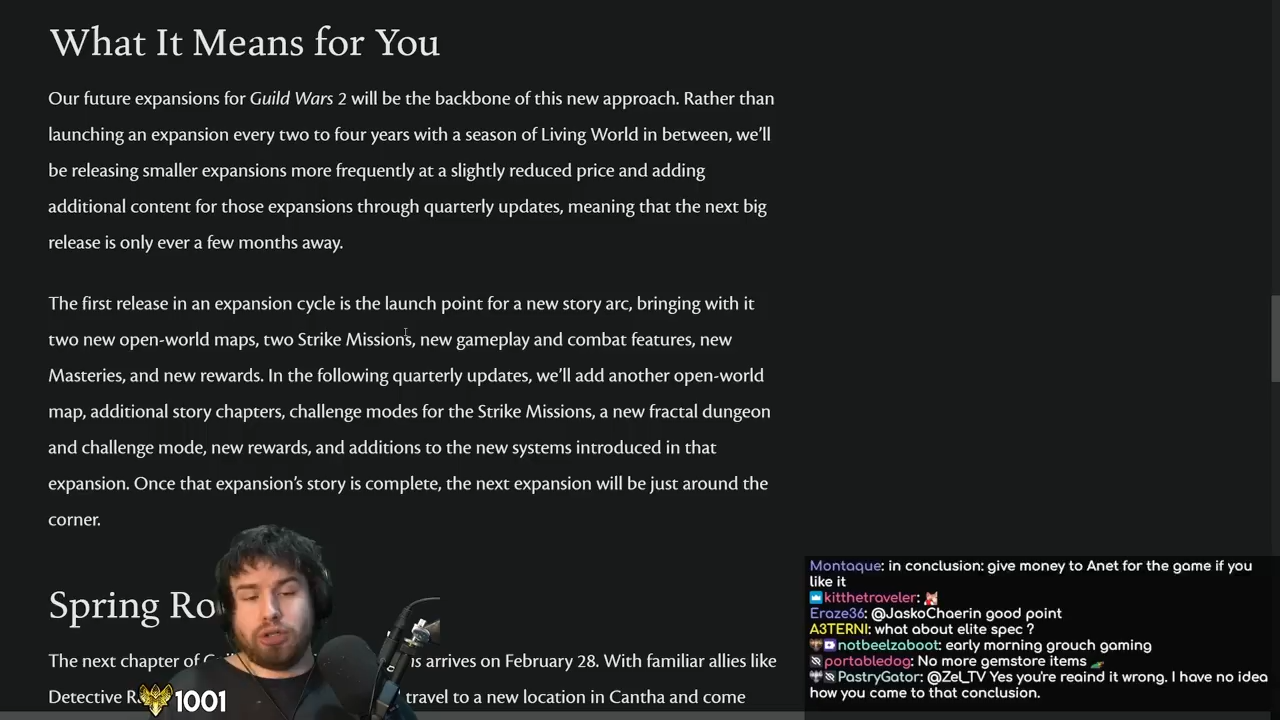 What It Means for You
Our future expansions for Guild Wars 2 will be the backbone of this new approach. Rather than
launching an expansion every two to four years with a season of Living World in between, we'll
be releasing smaller expansions more frequently at a slightly reduced price and adding
additional content for those expansions through quarterly updates, meaning that the next big
release is only ever a few months away.
The first release in an expansion cycle is the launch point for a new story arc, bringing with it
two new open-world maps, two Strike Missions, new gameplay and combat features, new
Masteries, and new rewards. In the following quarterly updates, we'll add another open-world
map, additional story chapters, challenge modes for the Strike Missions, a new fractal dungeon
and challenge mode, new rewards, and additions to the new systems introduced in that
expansion. Once that expansion's story is complete, the next expansion will be just around the
corner.
Spring Ro
The next chapter of G is arrives on February 28. With familiar allies like
Detective R travel to a new location in Cantha and come
1001
Montaque: in conclusion: give money to Anet for the game if you
like it
kitthetraveler:
Eraze36: @JaskoChaerin good point
A3TERNI: what about elite spec ?
notbeelzaboot: early morning grouch gaming
portabledog: No more gemstore items
PastryGator: @Zel_TV Yes you're reaind it wrong. I have no idea
how you came to that conclusion.